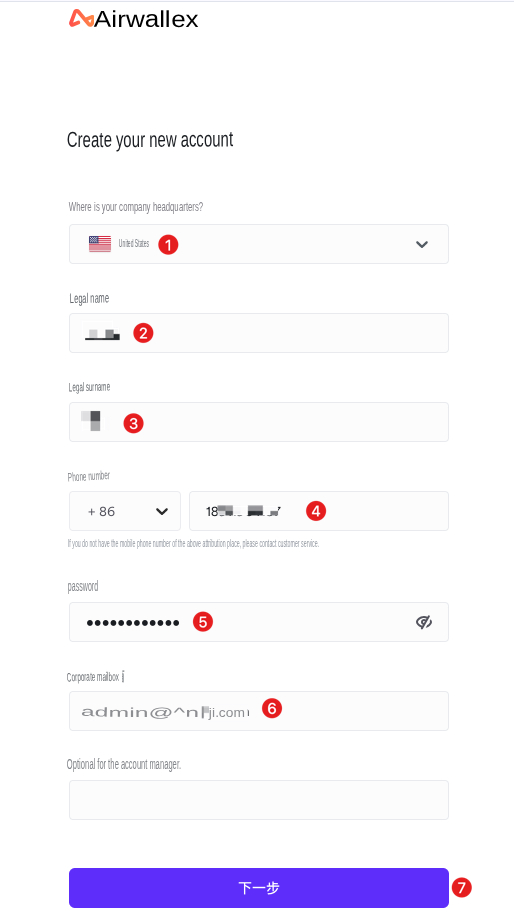 Airwallex
Create your new account
Where is your company headquarters?
United States 1
Legal name
2
Legal surname
3
Phone number
+ 86
4
If you do not have the mobile phone number of the above attribution place, please contact customer service.
password
●●●●●●●●●●●● 5
Corporate mailbox
admin@ ji.com 6
Optional for the account manager.
下一步 7